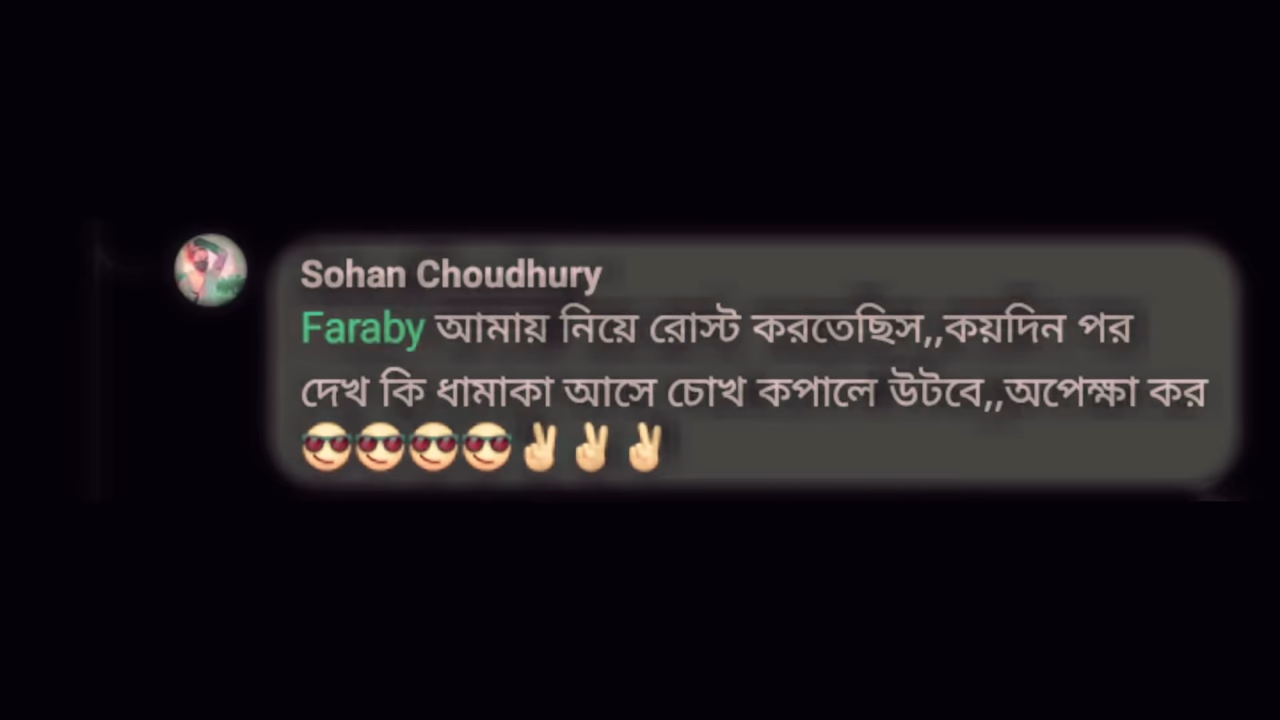 Sohan Choudhury
Faraby আমায় নিয়ে রোস্ট করতেছিস,,কয়দিন পর
দেখ কি ধামাকা আসে চোখ কপালে উটবে,,অপেক্ষা কর
😎😎😎😎✌🏼✌🏼✌🏼